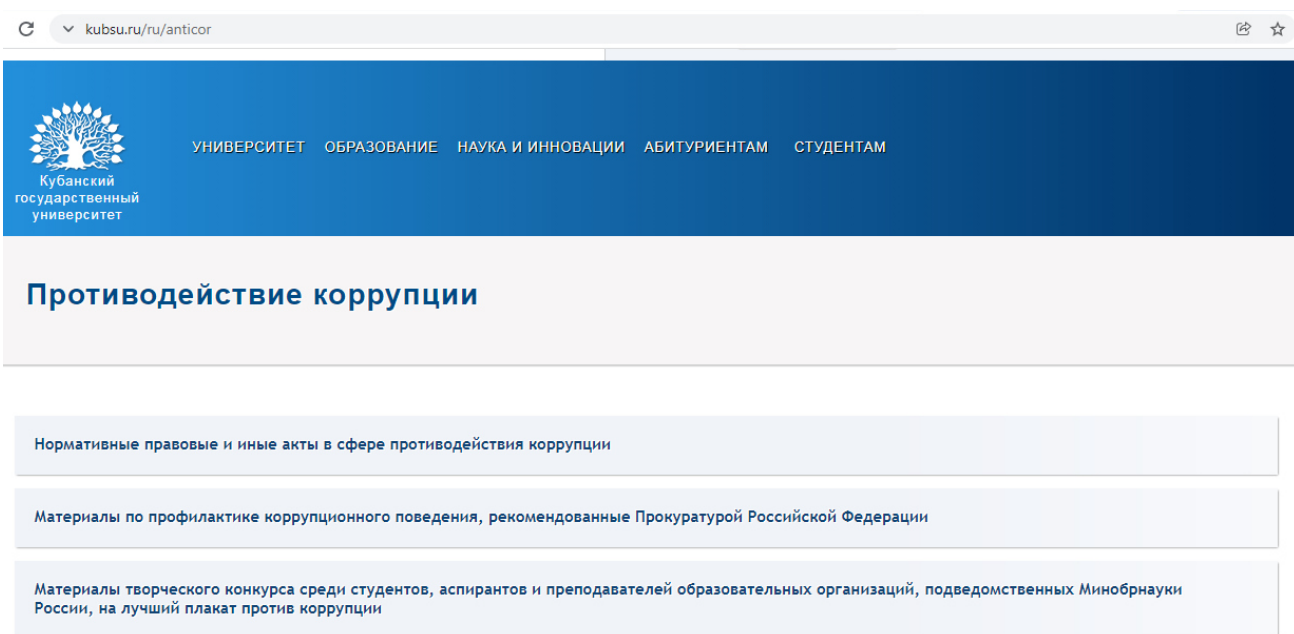 kubsu.ru/ru/anticor
Кубанский
государственный
университет
УНИВЕРСИТЕТ ОБРАЗОВАНИЕ НАУКА И ИННОВАЦИИ АБИТУРИЕНТАМ СТУДЕНТАМ
Противодействие коррупции
Нормативные правовые и иные акты в сфере противодействия коррупции
Материалы по профилактике коррупционного поведения, рекомендованные Прокуратурой Российской Федерации
Материалы творческого конкурса среди студентов, аспирантов и преподавателей образовательных организаций, подведомственных Минобрнауки
России, на лучший плакат против коррупции